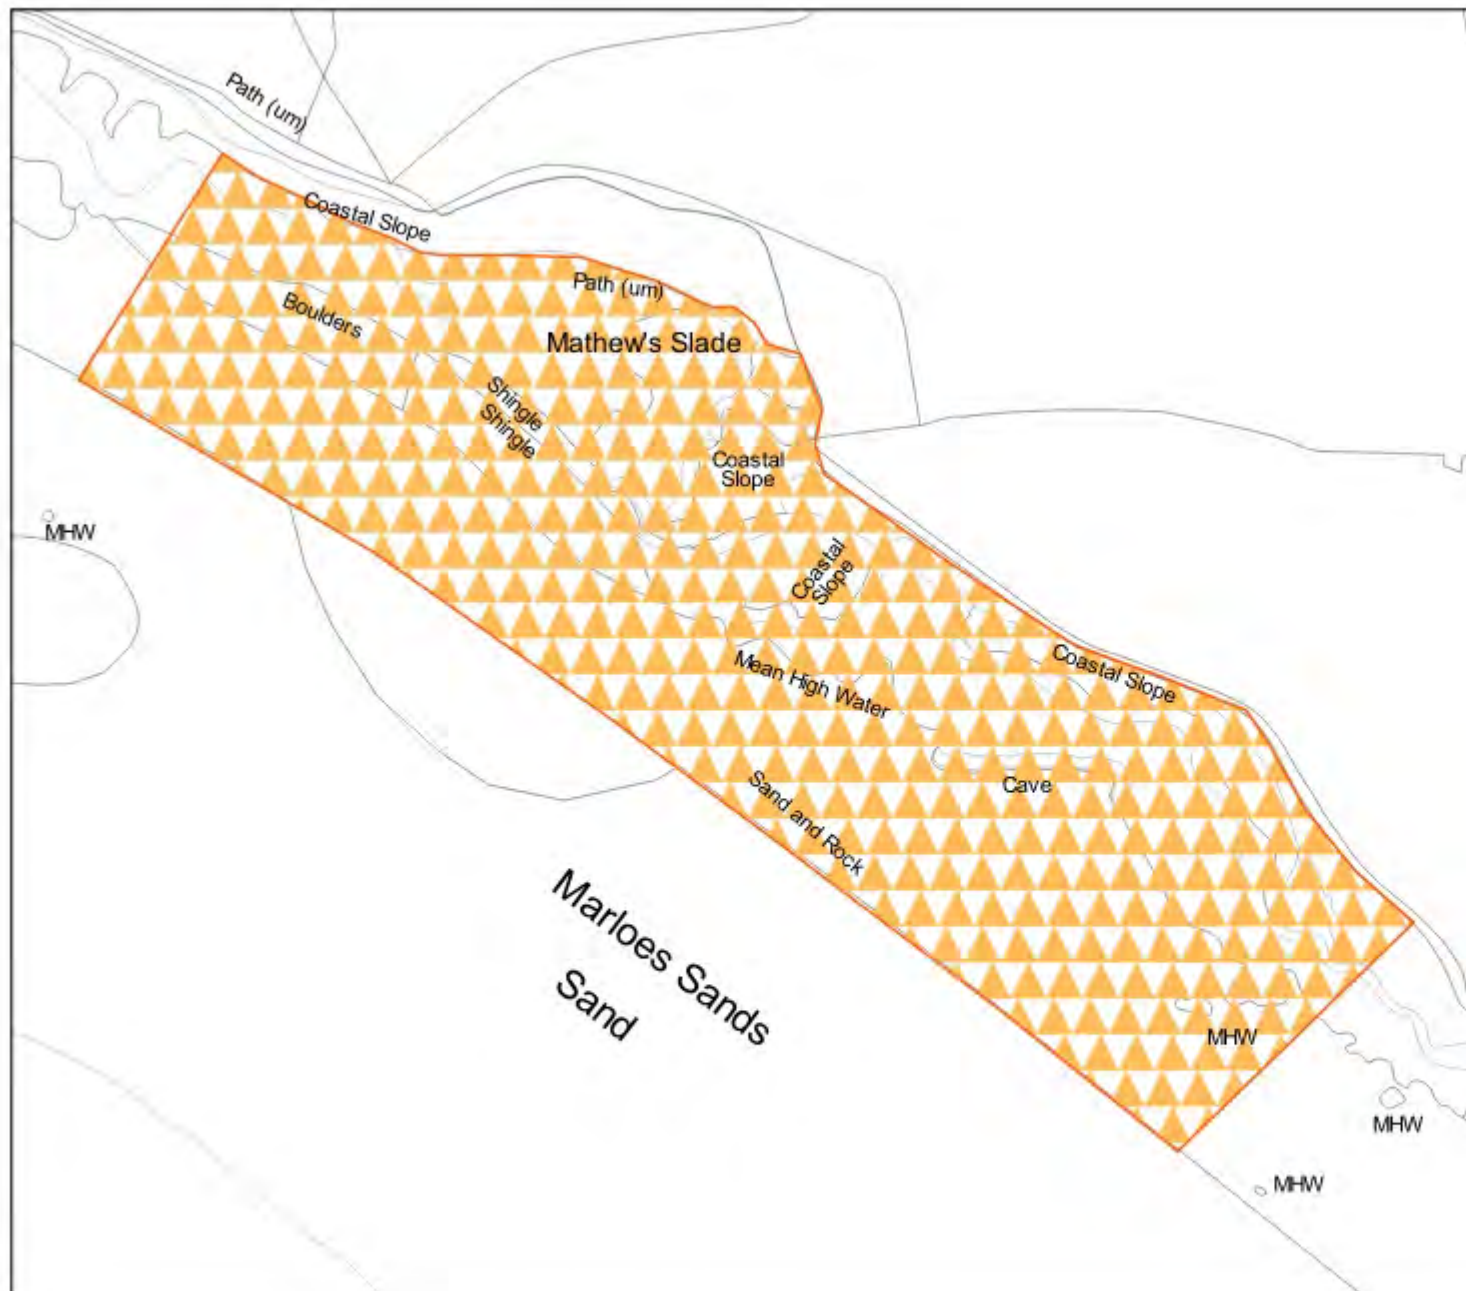 Path (um)
Coastal Slope
Path (um)
Boulders
Mathew's Slade
Shingle
Shingle
Coastal
Slope
MHW
Coastal
Slope
Mean High Water
Coastal Slope
Cave
Sand and Rock
Marloes Sands
Sand
MHW
MHW
MHW